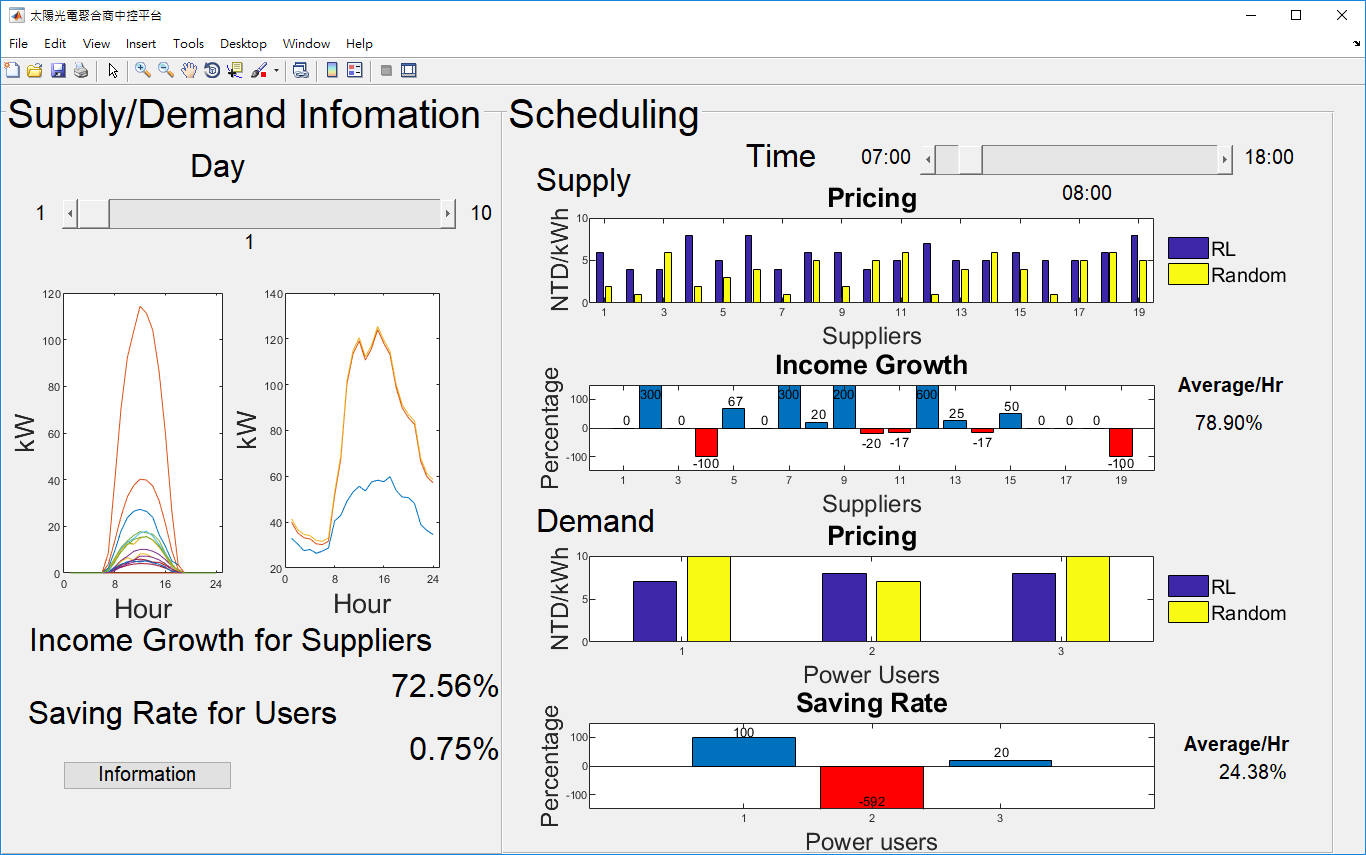 太陽光電聚合商中控平台
File Edit View Insert Tools Desktop Window Help
Supply/Demand Infomation
Day
1 10
1
120
100
80
60
40
20
0
0 8 16 24
kW
Hour
140
120
100
80
60
40
20
0 8 16 24
kW
Hour
Income Growth for Suppliers
72.56%
Saving Rate for Users
0.75%
Information
Scheduling
Time 07:00 18:00
08:00
Supply
Pricing
NTD/kWh
10
5
0
1 3 5 7 9 11 13 15 17 19
Suppliers
RL
Random
Income Growth
Percentage
100
0
-100
0 300 0 -100 67 0 300 20 200 -20 -17 600 25 -17 50 0 0 0 -100
1 3 5 7 9 11 13 15 17 19
Suppliers
Average/Hr
78.90%
Demand
Pricing
NTD/kWh
10
5
0
1 2 3
Power Users
RL
Random
Saving Rate
Percentage
100
0
-100
100 -592 20
1 2 3
Power users
Average/Hr
24.38%